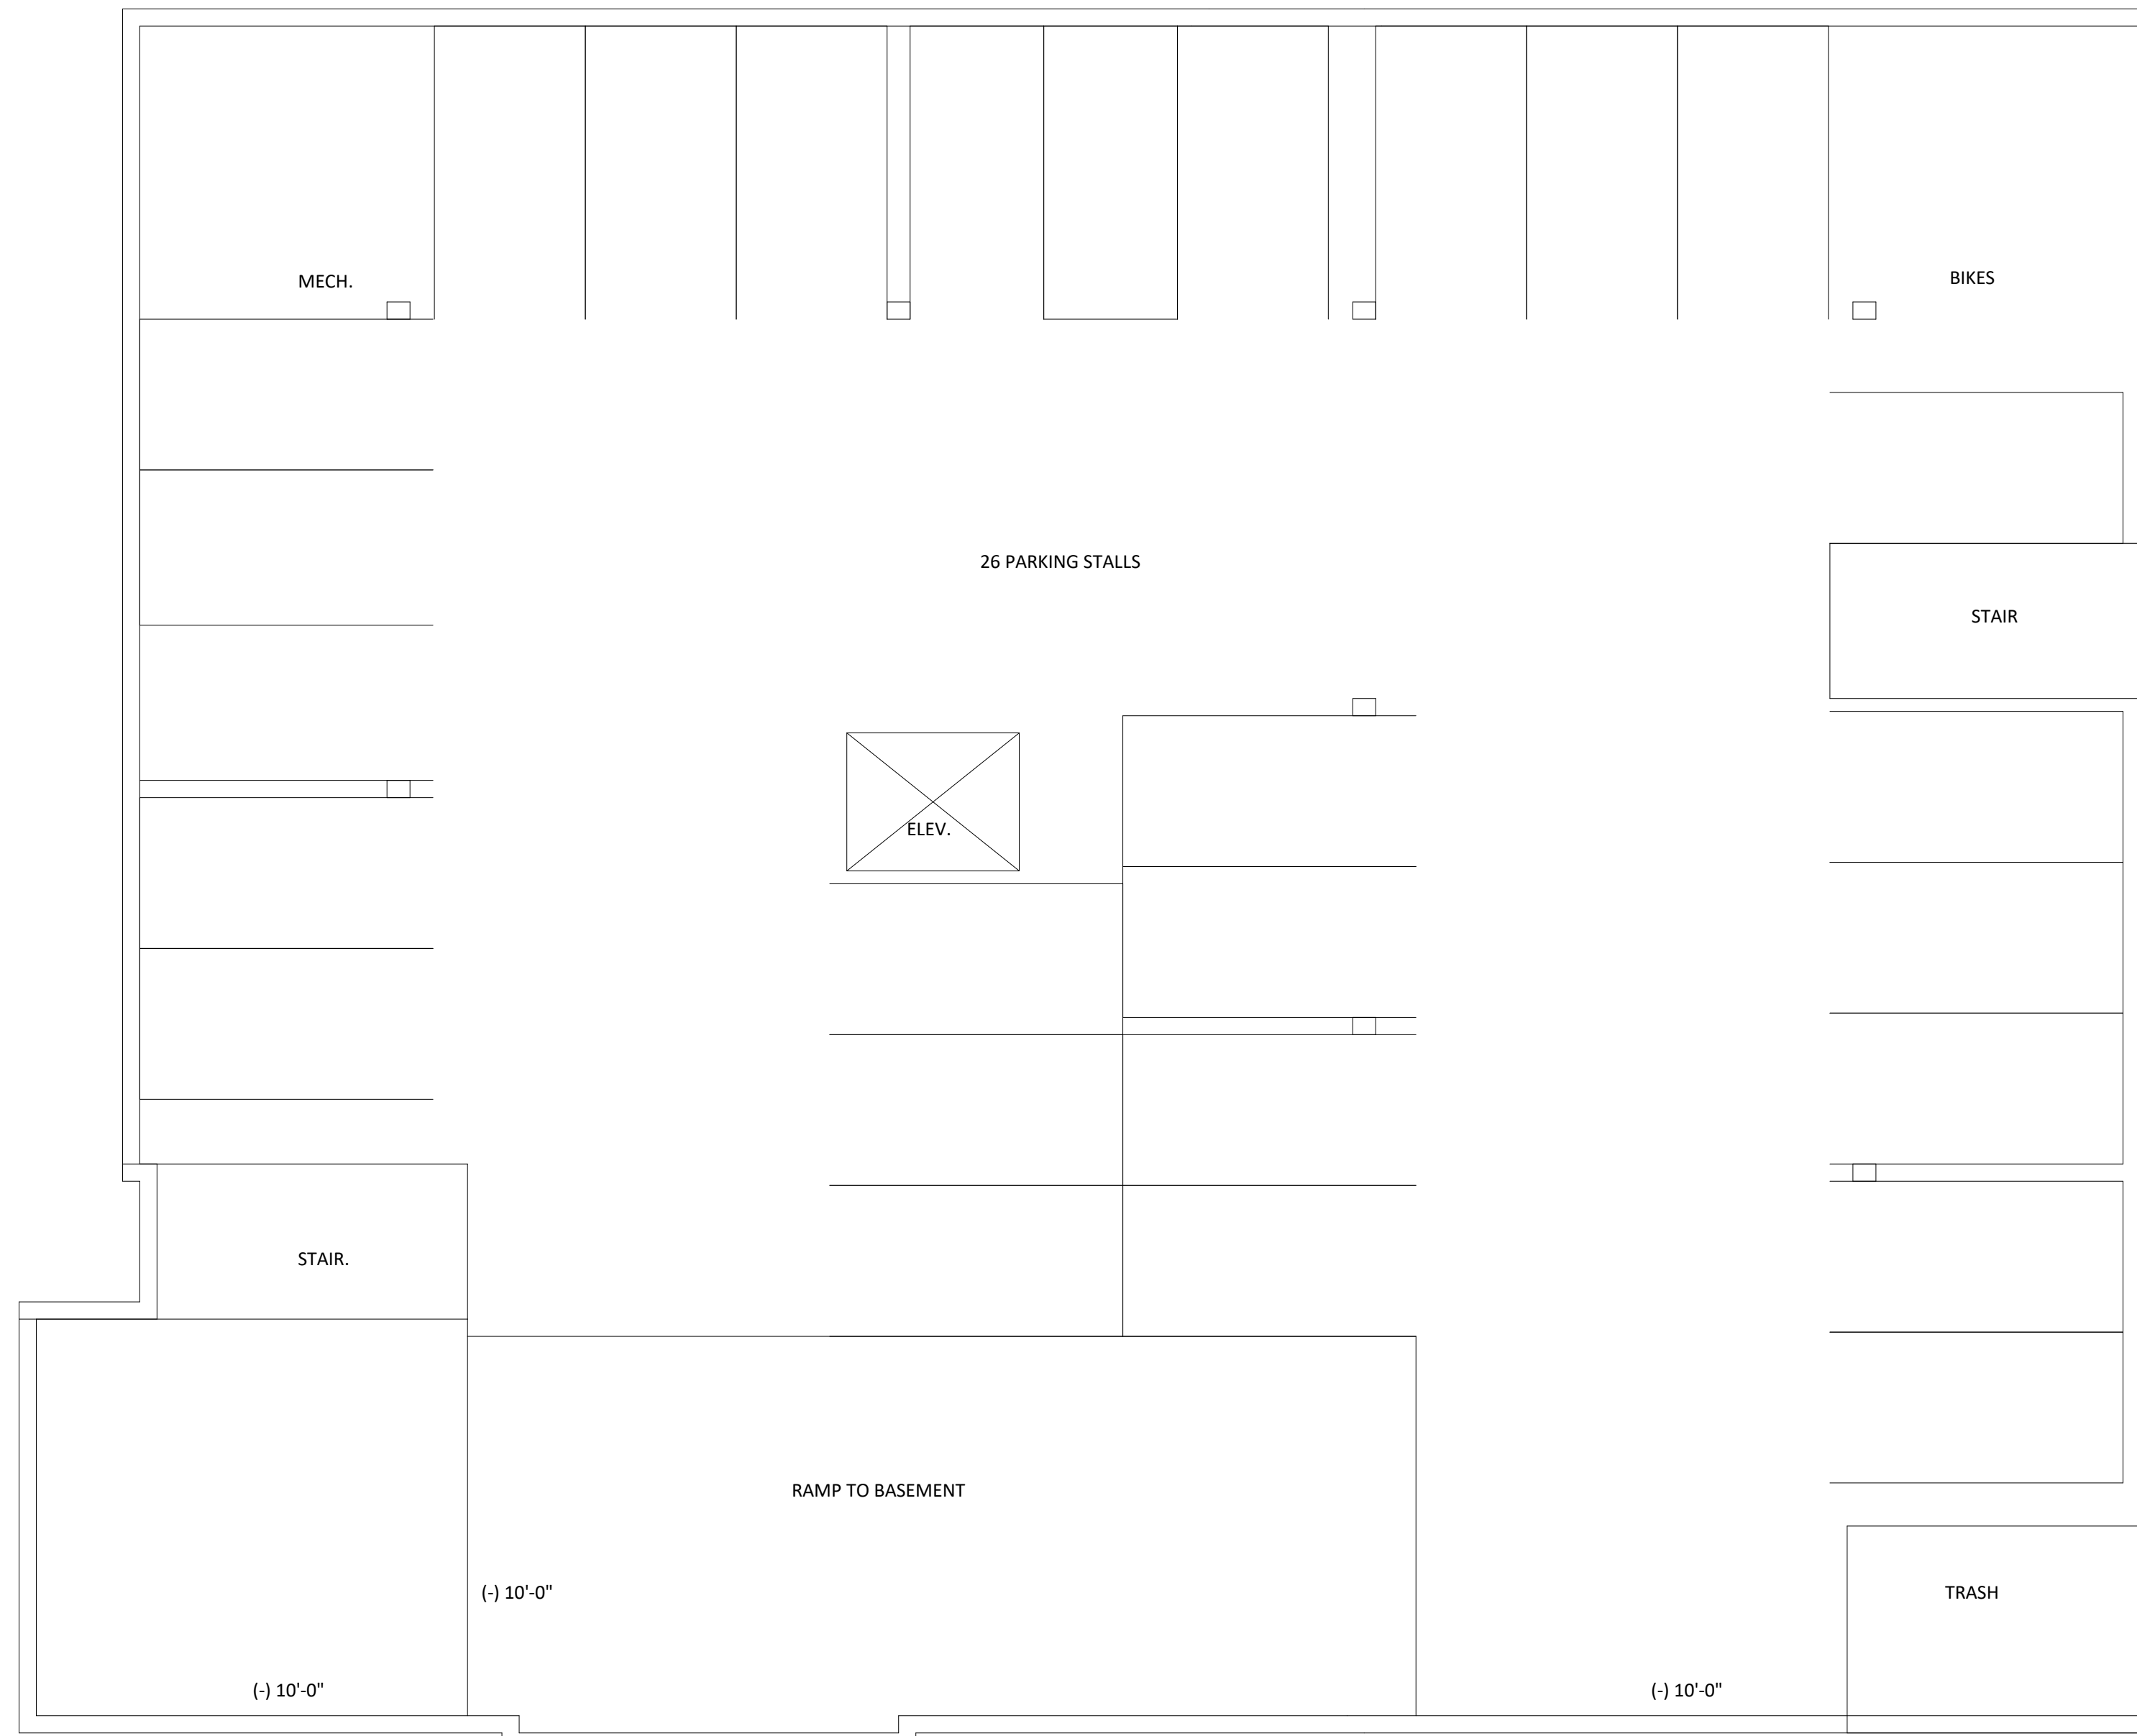 MECH.
BIKES
26 PARKING STALLS
STAIR
ELEV.
STAIR.
RAMP TO BASEMENT
(-) 10'-0"
TRASH
(-) 10'-0"
(-) 10'-0"